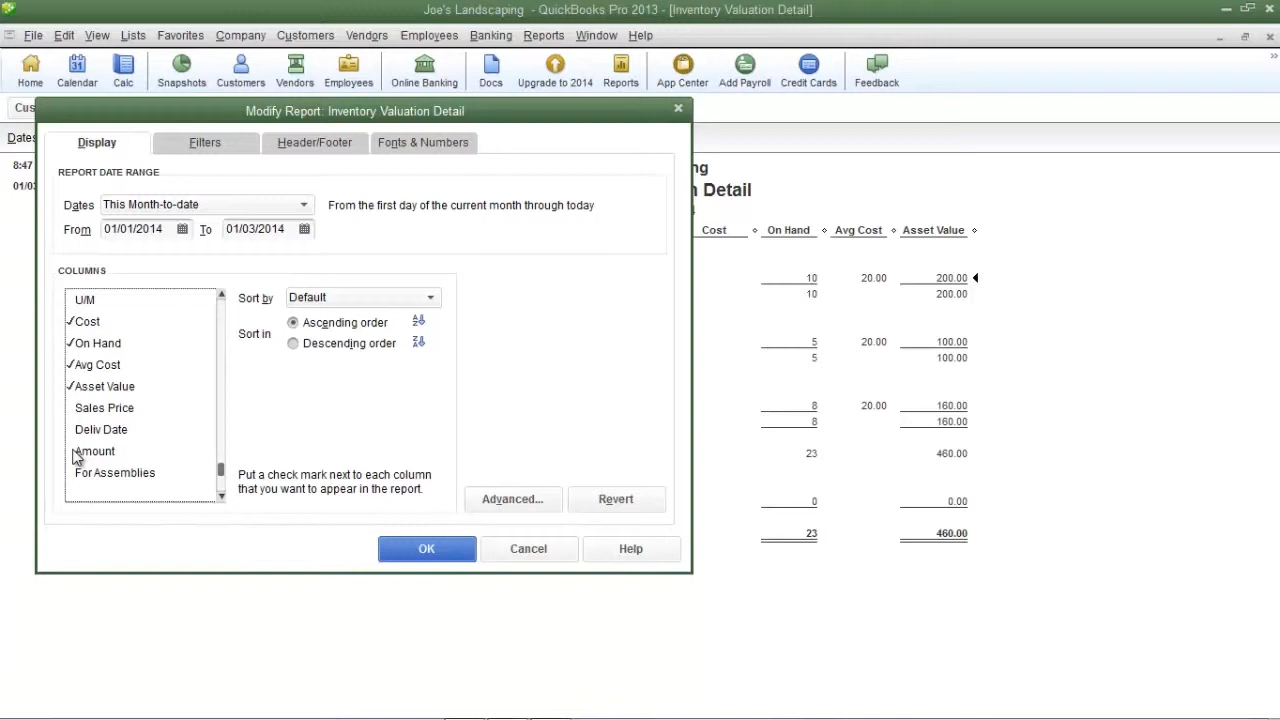 Joe's Landscaping - QuickBooks Pro 2013 - [Inventory Valuation Detail]
File Edit View Lists Favorites Company Customers Vendors Employees Banking Reports Window Help
Home Calendar Calc Snapshots Customers Vendors Employees Online Banking Docs Upgrade to 2014 Reports App Center Add Payroll Credit Cards Feedback
Cus
Modify Report: Inventory Valuation Detail
Dates
Display Filters Header/Footer Fonts & Numbers
8:47
01/03
REPORT DATE RANGE
Dates This Month-to-date From the first day of the current month through today
From 01/01/2014 To 01/03/2014
COLUMNS
U/M
Cost
On Hand
Avg Cost
Asset Value
Sales Price
Deliv Date
Amount
For Assemblies
Sort by Default
Sort in Ascending order
Descending order
Put a check mark next to each column
that you want to appear in the report.
Advanced... Revert
OK Cancel Help
ng
n Detail
4
Cost On Hand Avg Cost Asset Value
10 20.00 200.00
10 200.00
5 20.00 100.00
5 100.00
8 20.00 160.00
8 160.00
23 460.00
0 0.00
23 460.00